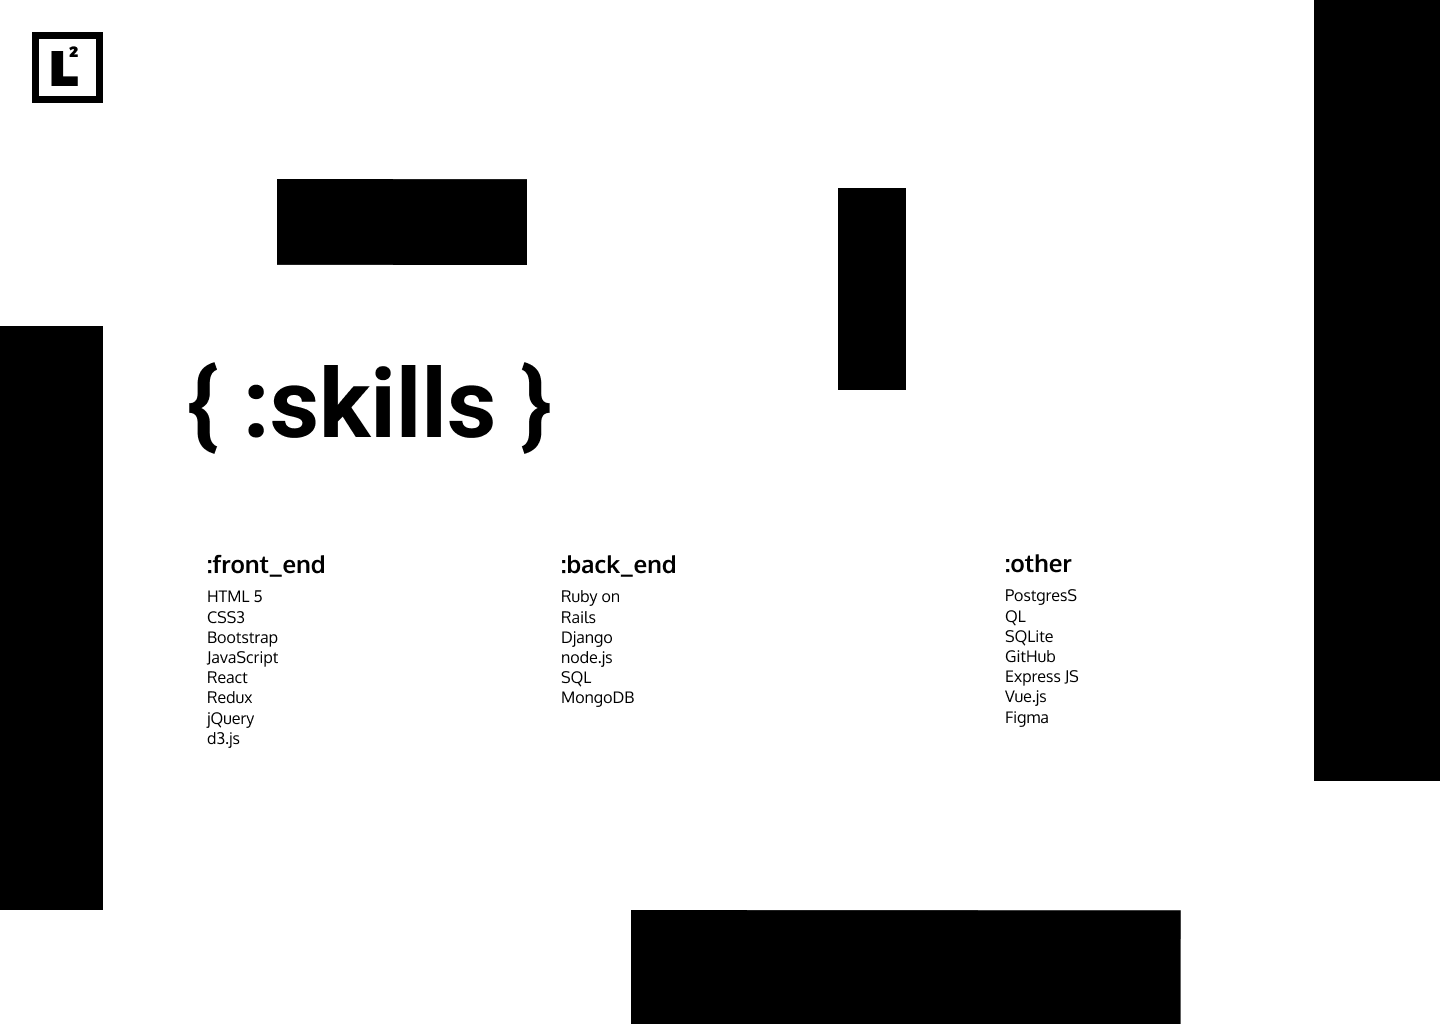 L²
{ :skills }
:front_end
HTML 5
CSS3
Bootstrap
JavaScript
React
Redux
jQuery
d3.js
:back_end
Ruby on
Rails
Django
node.js
SQL
MongoDB
:other
PostgresS
QL
SQLite
GitHub
Express JS
Vue.js
Figma